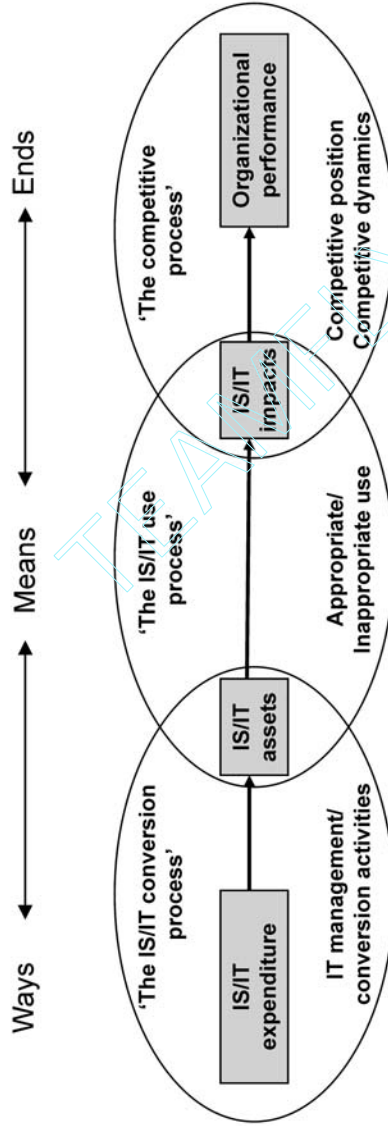 Ways
Means
Ends
'The IS/IT conversion
process'
IS/IT
expenditure
IT management/
conversion activities
IS/IT
assets
'The IS/IT use
process'
Appropriate/
Inappropriate use
IS/IT
impacts
'The competitive
process'
Organizational
performance
Competitive position
Competitive dynamics